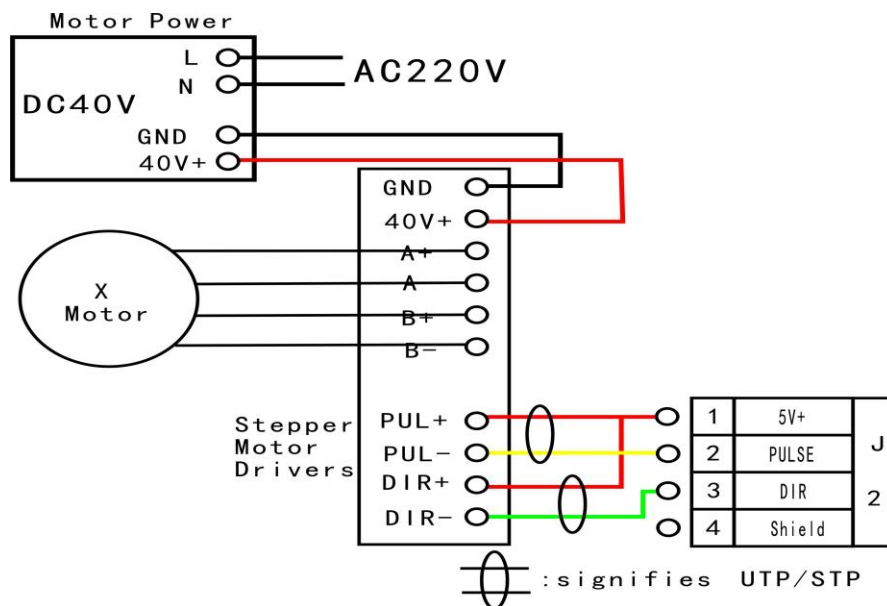 Motor Power
L
AC220V
N
DC40V
GND
40V+
GND
40V+
A+
X
Motor
A
B+
B-
Stepper
Motor
Drivers
PUL+
PUL-
DIR+
DIR-
1 5V+
2 PULSE
3 DIR
4 Shield
J
2
:signifies UTP/STP